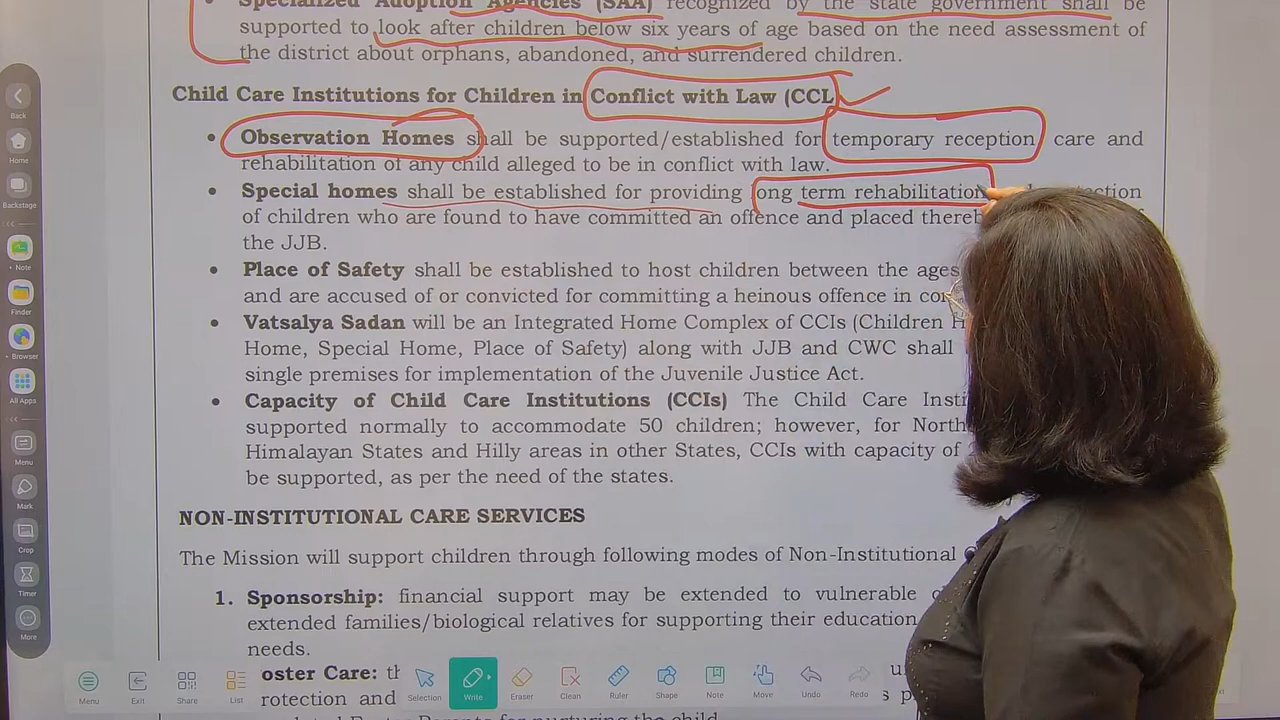 Specialized Adoption Agencies (SAA) recognized by the state government shall be
supported to look after children below six years of age based on the need assessment of
the district about orphans, abandoned, and surrendered children.
Child Care Institutions for Children in Conflict with Law (CCL
• Observation Homes shall be supported/established for temporary reception care and
rehabilitation of any child alleged to be in conflict with law.
• Special homes shall be established for providing long term rehabilitation
of children who are found to have committed an offence and placed
the JJB.
• Place of Safety shall be established to host children between the ages
and are accused of or convicted for committing a heinous offence in
• Vatsalya Sadan will be an Integrated Home Complex of CCIs (Children
Home, Special Home, Place of Safety) along with JJB and CWC shall
single premises for implementation of the Juvenile Justice Act.
• Capacity of Child Care Institutions (CCIs) The Child Care
supported normally to accommodate 50 children; however, for
Himalayan States and Hilly areas in other States, CCIs with capacity of
be supported, as per the need of the states.
NON-INSTITUTIONAL CARE SERVICES
The Mission will support children through following modes of Non-Institutional
1. Sponsorship: financial support may be extended to vulnerable
extended families/biological relatives for supporting their education
needs.
oster Care:
rotection and
Foster Parents for nurturing the child
Back
Home
Backstage
Note
Finder
Browser
All Apps
Menu
Mark
Crop
Timer
More
Menu
Exit
Share
List
Selection
Write
Eraser
Clean
Ruler
Shape
Note
Move
Undo
Redo